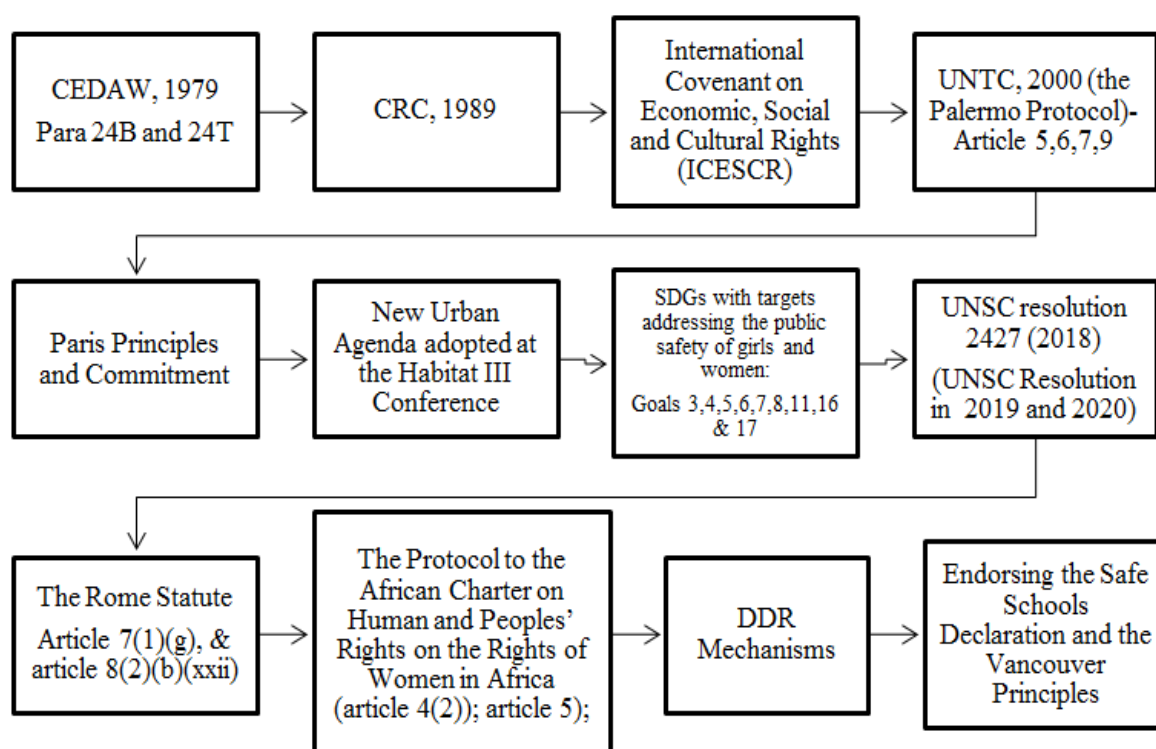 CEDAW, 1979
Para 24B and 24T
CRC, 1989
International
Covenant on
Economic, Social
and Cultural Rights
(ICESCR)
UNTC, 2000 (the
Palermo Protocol)-
Article 5,6,7,9
Paris Principles
and Commitment
New Urban
Agenda adopted at
the Habitat III
Conference
SDGs with targets
addressing the public
safety of girls and
women:
Goals 3,4,5,6,7,8,11,16
& 17
UNSC resolution
2427 (2018)
(UNSC Resolution
in 2019 and 2020)
The Rome Statute
Article 7(1)(g), &
article 8(2)(b)(xxii)
The Protocol to the
African Charter on
Human and Peoples’
Rights on the Rights of
Women in Africa
(article 4(2)); article 5);
DDR
Mechanisms
Endorsing the Safe
Schools
Declaration and the
Vancouver
Principles